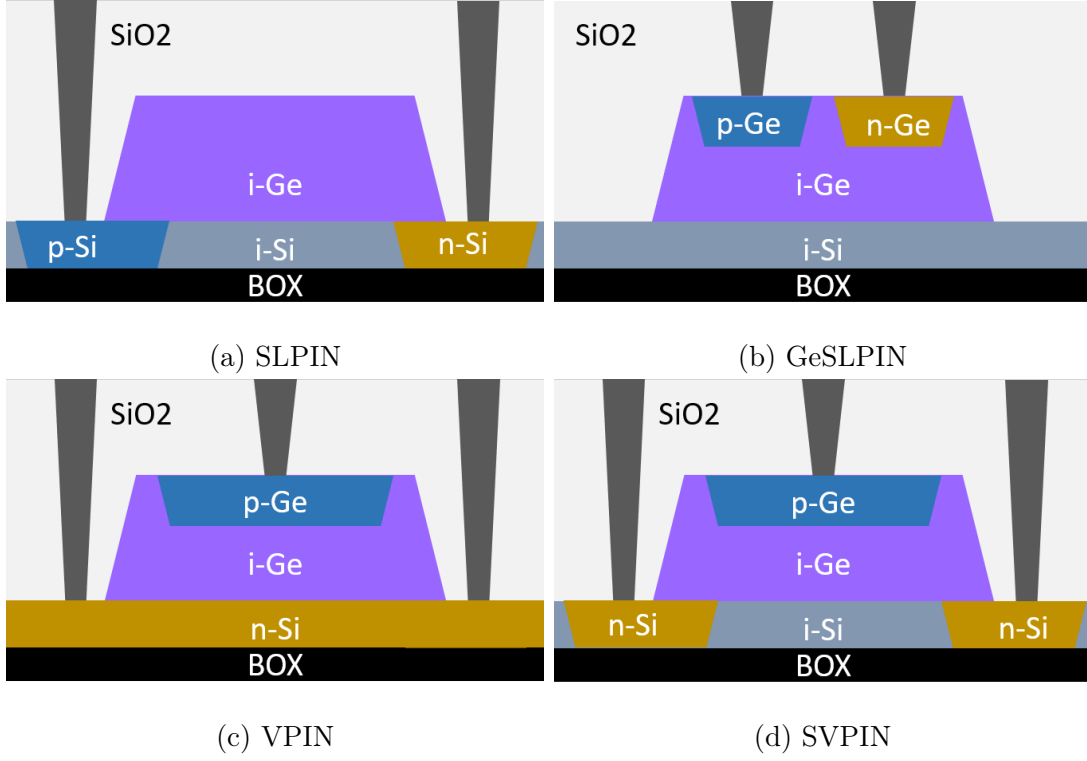 SiO2
i-Ge
p-Si
i-Si
n-Si
BOX
(a) SLPIN
SiO2
p-Ge
n-Ge
i-Ge
i-Si
BOX
(b) GeSLPIN
SiO2
p-Ge
i-Ge
n-Si
BOX
(c) VPIN
SiO2
p-Ge
i-Ge
n-Si
i-Si
n-Si
BOX
(d) SVPIN